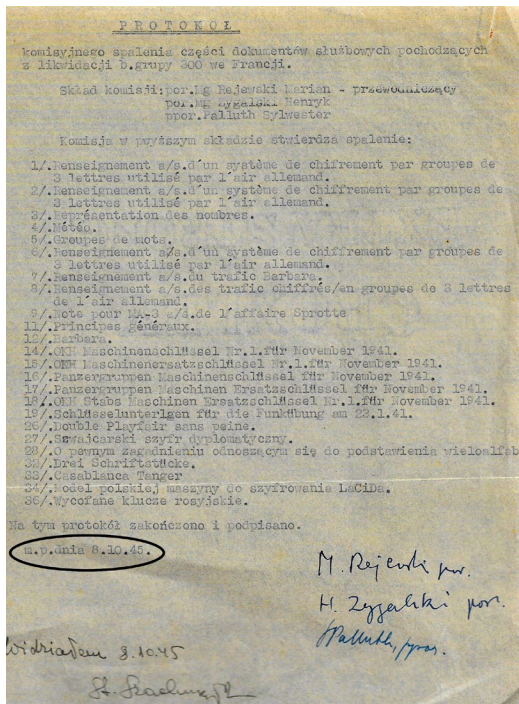 PROTOKÓŁ
komisyjnego spalenia części dokumentów służbowych pochodzących
z likwidacji b.grupy 300 we Francji.
Skład komisji:por.Mg Rejewski Marian - przewodniczący
por.Mg Zygalski Henryk
ppor.Palluth Sylwester
Komisja w pwyższym składzie stwierdza spalenie:
1/.Renseignement a/s.d'un système de chiffrement par groupes de
3 lettres utilisé par l'air allemand.
2/.Renseignement a/s.d'un système de chiffrement par groupes de
3 lettres utilisé par l'air allemand.
3/.Représentation des nombres.
4/.Météo.
5/.Groupes de mots.
6/.Renseignement a/s.d'un système de chiffrement par groupes de
3 lettres utilisé par l'air allemand.
7/.Renseignement a/s.du trafic Barbara.
8/.Renseignement a/s.des trafic chiffrés/en groupes de 3 lettres
de l'air allemand.
9/.Note pour MA-3 a/s.de l'affaire Sprotte
11/.Principes généraux.
12/.Barbara.
14/.OKH Maschinenschlüssel Nr.1.für November 1941.
15/.OKH Maschinenersatzschlüssel Nr.1.für November 1941.
16/.Panzergruppen Maschinenschlüssel für November 1941.
17/.Panzergruppen Maschinen Ersatzschlüssel für November 1941.
18/.OKH Stabs Maschinen Ersatzschlüssel Nr.1.für November 1941.
19/.Schlüsselunterlgen für die Funkübung am 22.1.41.
26/.Double Playfair sans peine.
27/.Szwajcarski szyfr dyplomatyczny.
28/.O pewnym zagadnieniu odnoszącym się do podstawienia wieloalfab
32/.Drei Schriftstücke.
33/.Casablanca Tanger
34/.Model polskiej maszyny do szyfrowania LaCiDa.
36/.Wycofane klucze rosyjskie.
Na tym protokół zakończono i podpisano.
m.p.dnia 8.10.45.
M. Rejewski por.
H. Zygalski por.
SPalluth, ppor.
Widziałem 8.10.45
St.